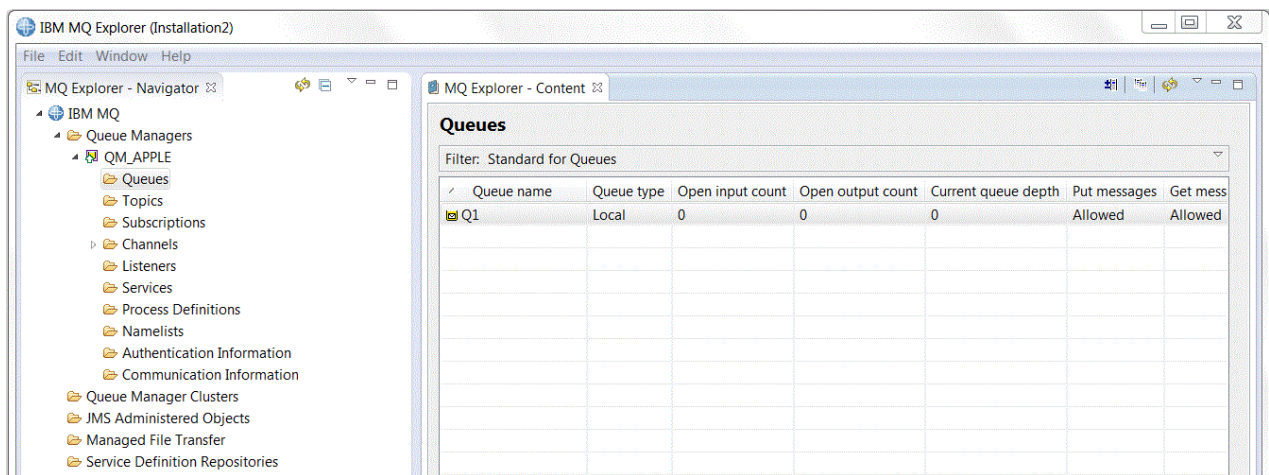 IBM MQ Explorer (Installation2)
File Edit Window Help
MQ Explorer - Navigator
IBM MQ
Queue Managers
QM_APPLE
Queues
Topics
Subscriptions
Channels
Listeners
Services
Process Definitions
Namelists
Authentication Information
Communication Information
Queue Manager Clusters
JMS Administered Objects
Managed File Transfer
Service Definition Repositories
MQ Explorer - Content
Queues
Filter: Standard for Queues
Queue name Queue type Open input count Open output count Current queue depth Put messages Get mess
Q1 Local 0 0 0 Allowed Allowed